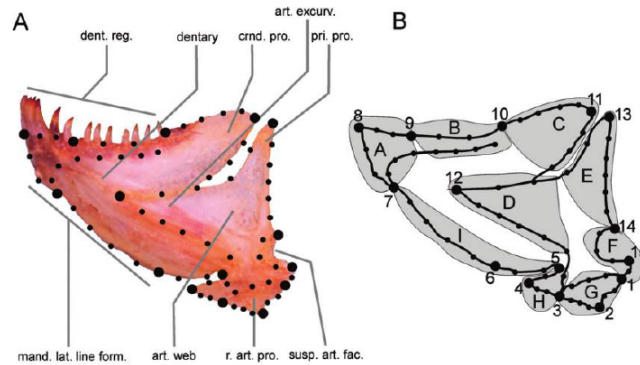 A
art. excurv.
dent. reg.
dentary
crnd. pro.
pri. pro.
mand. lat. line form.
art. web
r. art. pro.
susp. art. fac.
B
8
9
B
10
C
11
13
A
E
12
D
7
14
I
F
1
5
6
4
G
1
H
3
2